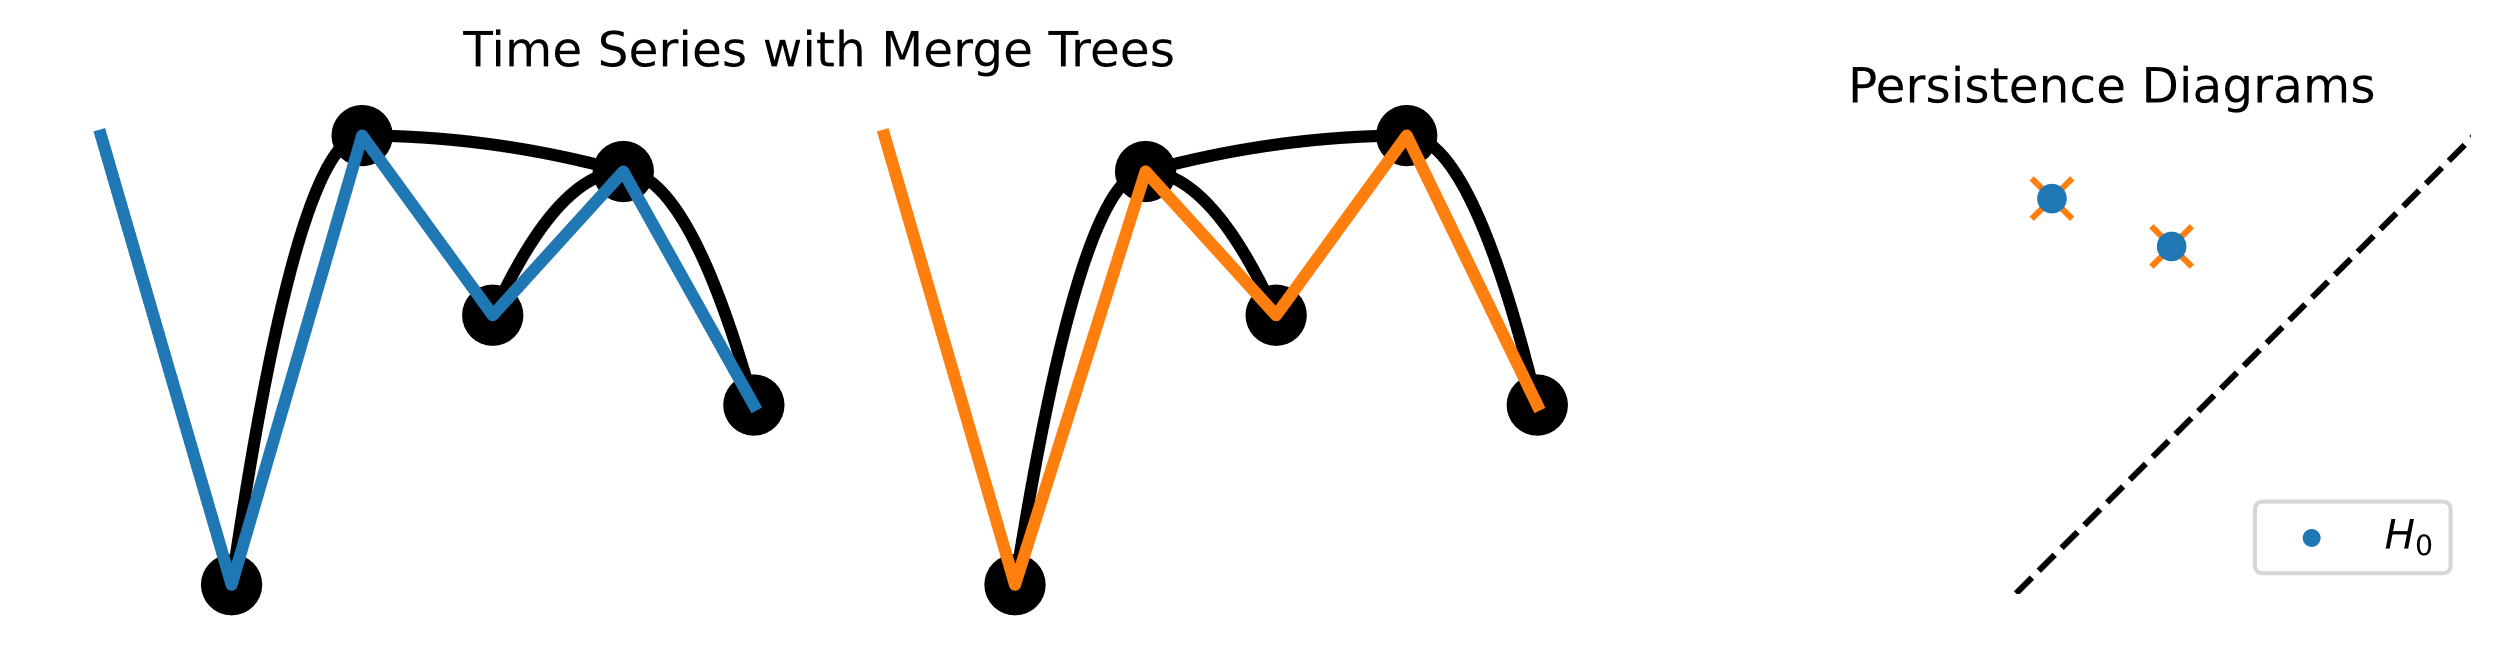 Time Series with Merge Trees
Persistence Diagrams
H₀